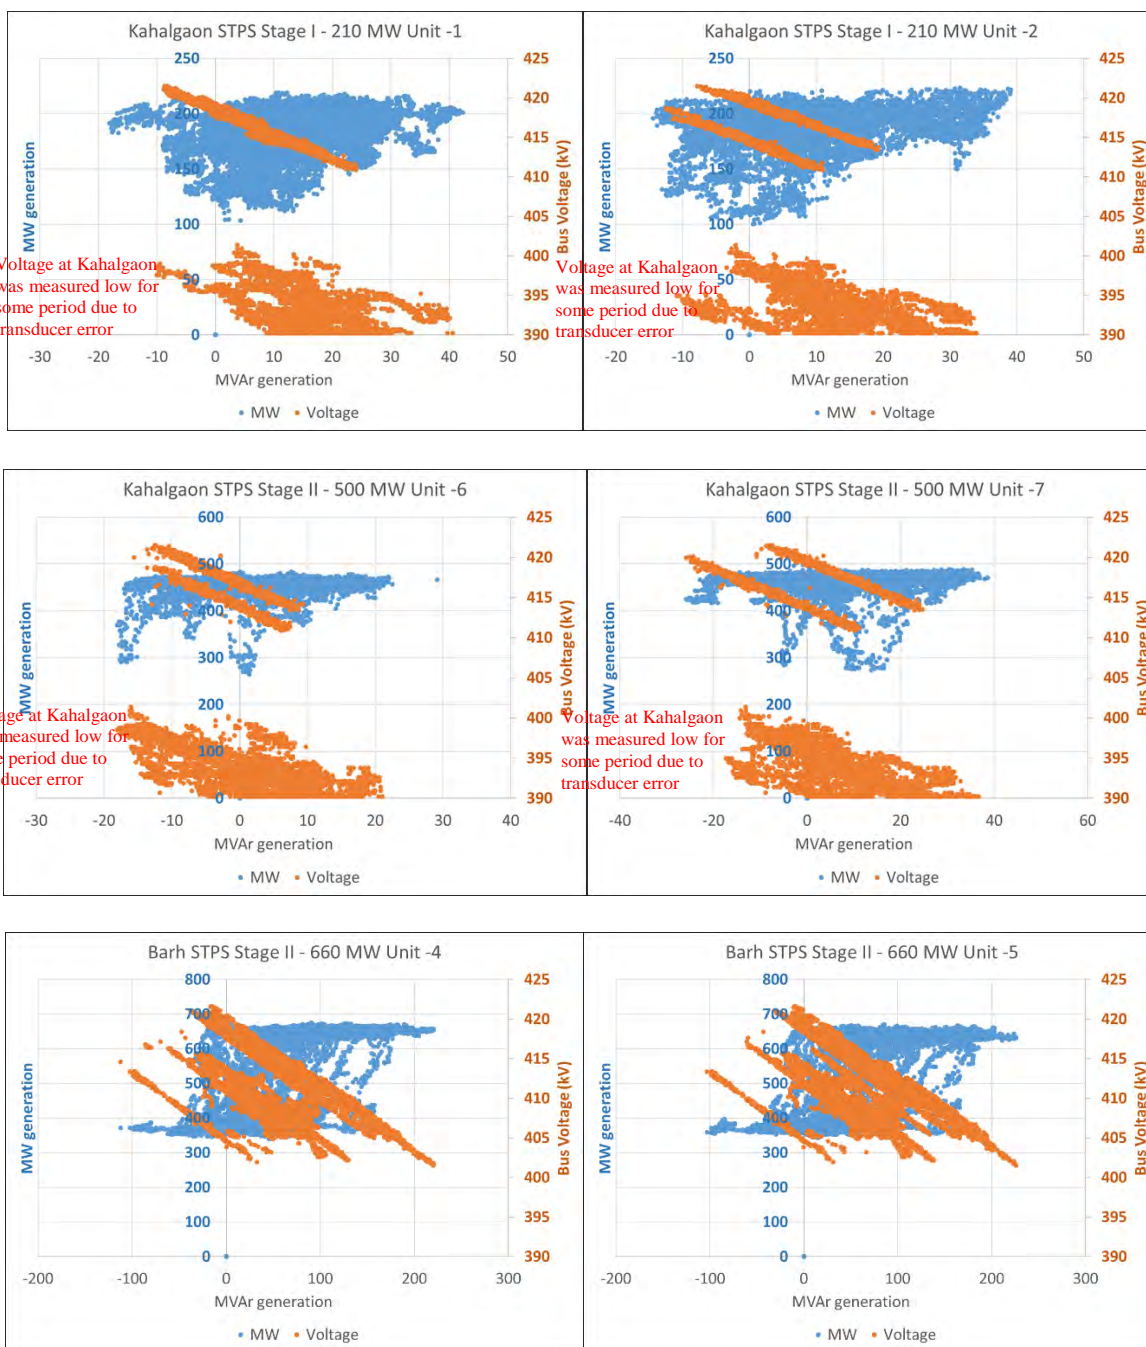 Kahalgaon STPS Stage I - 210 MW Unit -1
250
200
150
100
50
0
425
420
415
410
405
400
395
390
MW generation
Bus Voltage (kV)
Voltage at Kahalgaon
was measured low for
some period due to
transducer error
-30 -20 -10 0 10 20 30 40 50
MVAr generation
MW Voltage
Kahalgaon STPS Stage I - 210 MW Unit -2
250
200
150
100
50
0
425
420
415
410
405
400
395
390
MW generation
Bus Voltage (kV)
Voltage at Kahalgaon
was measured low for
some period due to
transducer error
-20 -10 0 10 20 30 40 50
MVAr generation
MW Voltage
Kahalgaon STPS Stage II - 500 MW Unit -6
600
500
400
300
200
100
0
425
420
415
410
405
400
395
390
MW generation
Bus Voltage (kV)
age at Kahalgaon
measured low for
e period due to
ducer error
-30 -20 -10 0 10 20 30 40
MVAr generation
MW Voltage
Kahalgaon STPS Stage II - 500 MW Unit -7
600
500
400
300
200
100
0
425
420
415
410
405
400
395
390
MW generation
Bus Voltage (kV)
Voltage at Kahalgaon
was measured low for
some period due to
transducer error
-40 -20 0 20 40 60
MVAr generation
MW Voltage
Barh STPS Stage II - 660 MW Unit -4
800
700
600
500
400
300
200
100
0
425
420
415
410
405
400
395
390
MW generation
Bus Voltage (kV)
-200 -100 0 100 200 300
MVAr generation
MW Voltage
Barh STPS Stage II - 660 MW Unit -5
800
700
600
500
400
300
200
100
0
425
420
415
410
405
400
395
390
MW generation
Bus Voltage (kV)
-200 -100 0 100 200 300
MVAr generation
MW Voltage